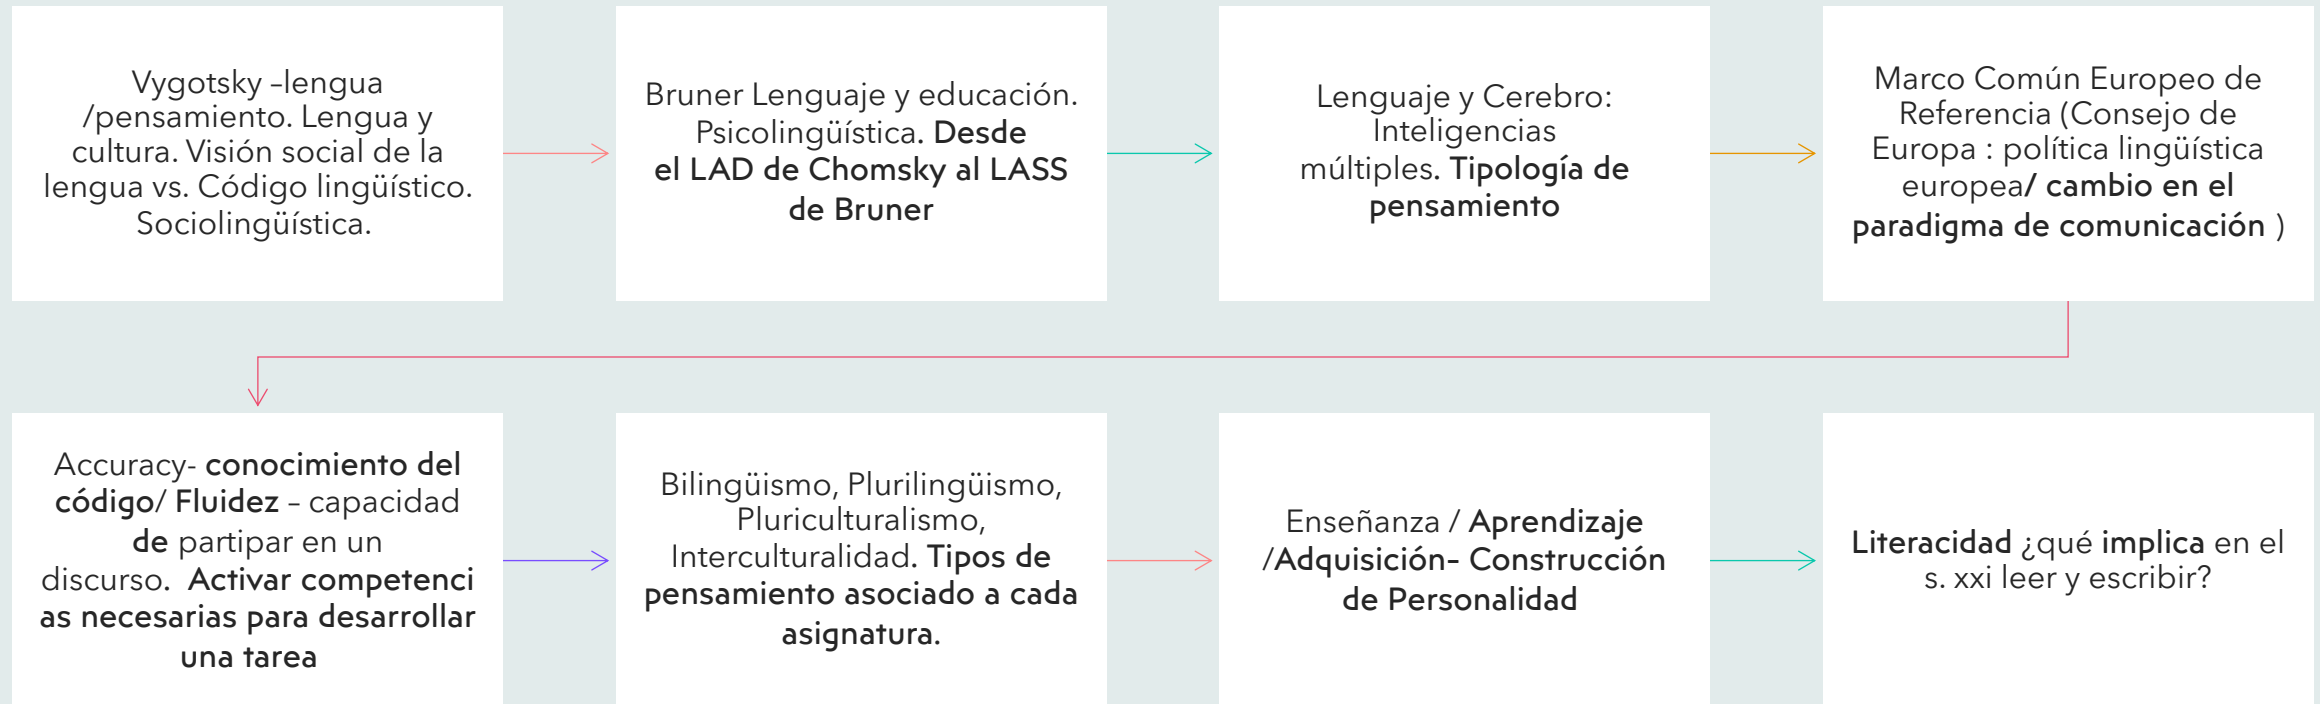 Vygotsky –lengua
/pensamiento. Lengua y
cultura. Visión social de la
lengua vs. Código lingüístico.
Sociolingüística.
Bruner Lenguaje y educación.
Psicolingüística. Desde
el LAD de Chomsky al LASS
de Bruner
Lenguaje y Cerebro:
Inteligencias
múltiples. Tipología de
pensamiento
Marco Común Europeo de
Referencia (Consejo de
Europa : política lingüística
europea/ cambio en el
paradigma de comunicación )
Accuracy- conocimiento del
código/ Fluidez – capacidad
de partipar en un
discurso. Activar competenci
as necesarias para desarrollar
una tarea
Bilingüismo, Plurilingüismo,
Pluriculturalismo,
Interculturalidad. Tipos de
pensamiento asociado a cada
asignatura.
Enseñanza / Aprendizaje
/Adquisición- Construcción
de Personalidad
Literacidad ¿qué implica en el
s. xxi leer y escribir?